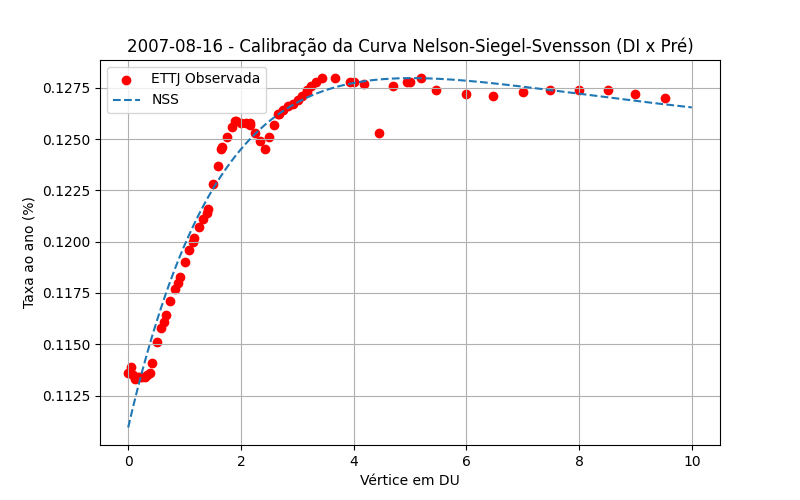 2007-08-16 - Calibração da Curva Nelson-Siegel-Svensson (DI x Pré)
ETTJ Observada
NSS
Taxa ao ano (%)
0.1275
0.1250
0.1225
0.1200
0.1175
0.1150
0.1125
0 2 4 6 8 10
Vértice em DU